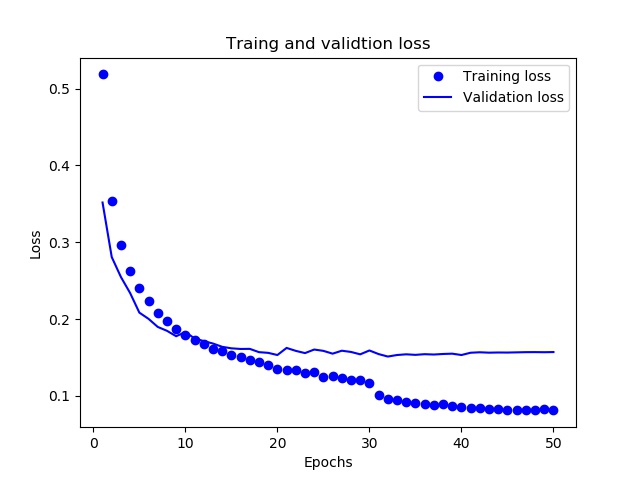 Traing and validtion loss
Training loss
Validation loss
0.5
0.4
0.3
0.2
0.1
Loss
0 10 20 30 40 50
Epochs